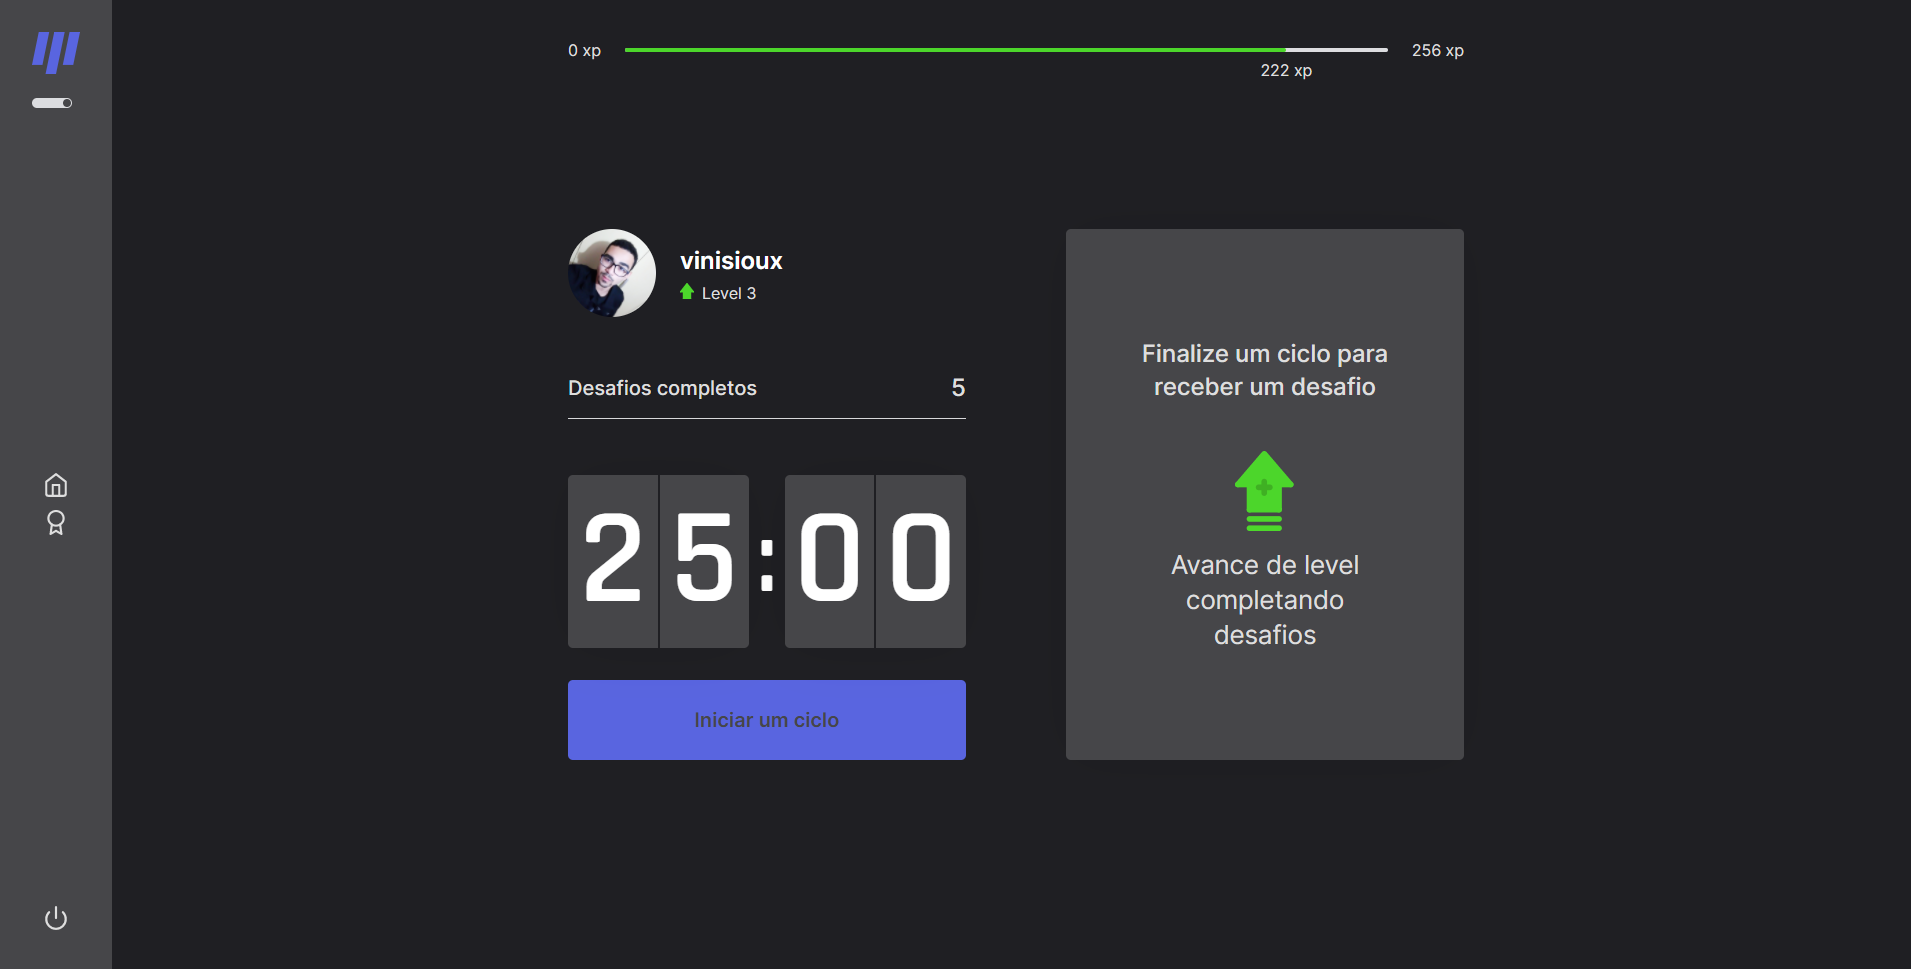 0 xp
256 xp
222 xp
vinisioux
Level 3
Desafios completos 5
25:00
Iniciar um ciclo
Finalize um ciclo para
receber um desafio
Avance de level
completando
desafios